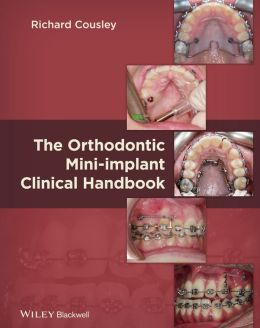 Richard Cousley
The Orthodontic
Mini-implant
Clinical Handbook
WILEY Blackwell